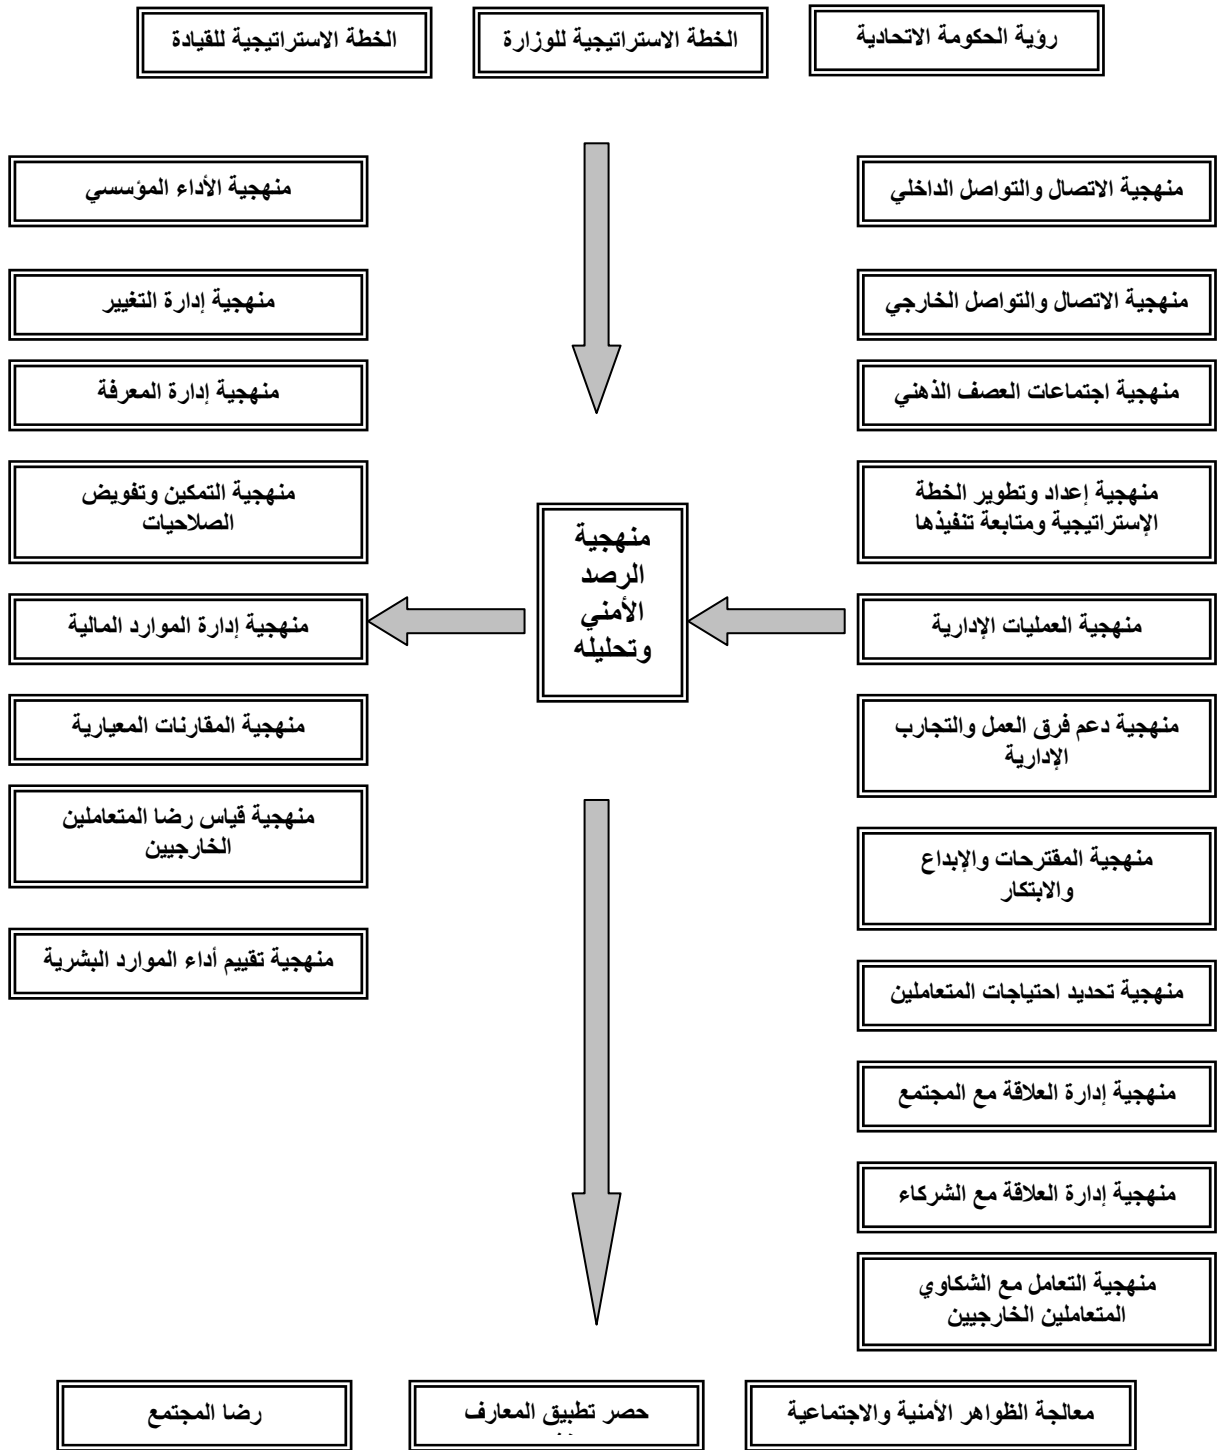 رؤية الحكومة الاتحادية
الخطة الاستراتيجية للوزارة
الخطة الاستراتيجية للقيادة
منهجية الاتصال والتواصل الداخلي
منهجية الاتصال والتواصل الخارجي
منهجية اجتماعات العصف الذهني
منهجية إعداد وتطوير الخطة
الإستراتيجية ومتابعة تنفيذها
منهجية العمليات الإدارية
منهجية دعم فرق العمل والتجارب
الإدارية
منهجية المقترحات والإبداع
والابتكار
منهجية تحديد احتياجات المتعاملين
منهجية إدارة العلاقة مع المجتمع
منهجية إدارة العلاقة مع الشركاء
منهجية التعامل مع الشكاوي
المتعاملين الخارجيين
منهجية
الرصد
الأمني
وتحليله
منهجية الأداء المؤسسي
منهجية إدارة التغيير
منهجية إدارة المعرفة
منهجية التمكين وتفويض
الصلاحيات
منهجية إدارة الموارد المالية
منهجية المقارنات المعيارية
منهجية قياس رضا المتعاملين
الخارجيين
منهجية تقييم أداء الموارد البشرية
معالجة الظواهر الأمنية والاجتماعية
حصر تطبيق المعارف
رضا المجتمع